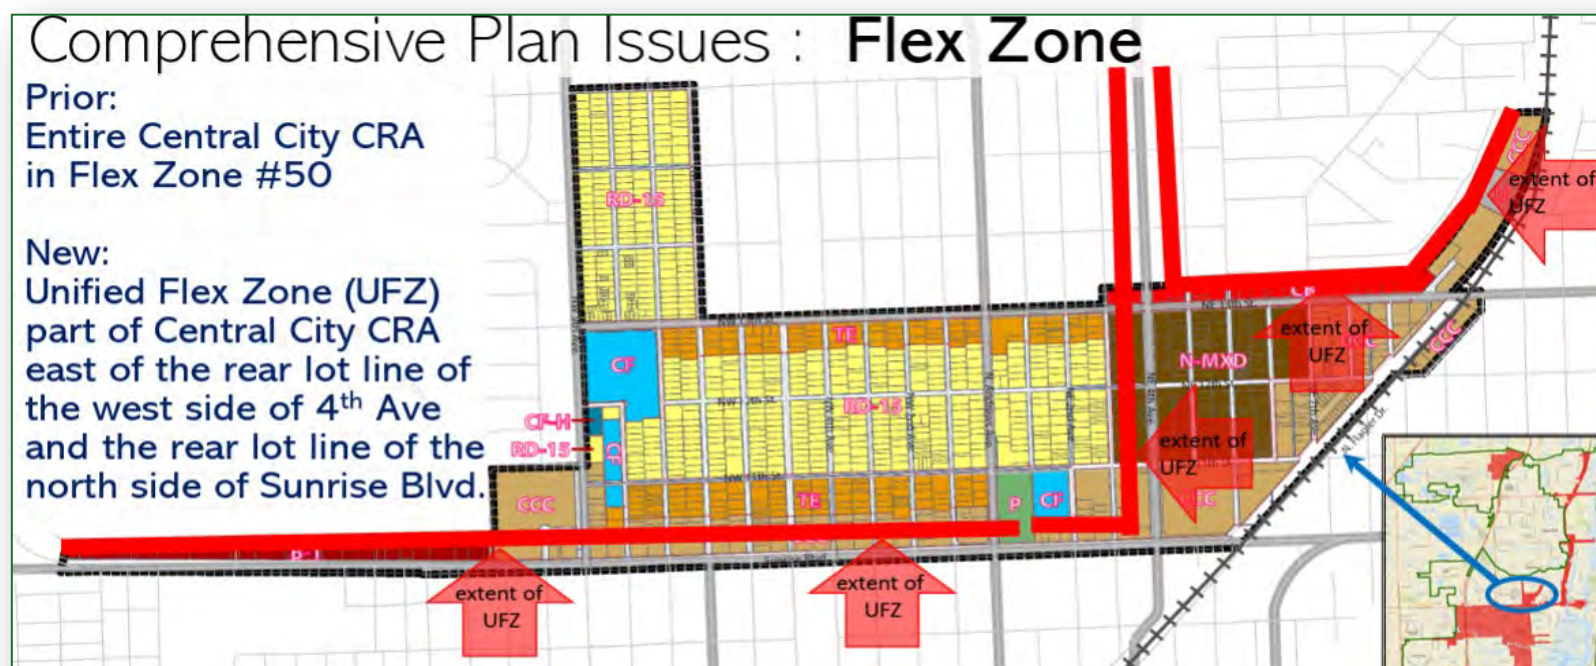 Comprehensive Plan Issues : Flex Zone
Prior:
Entire Central City CRA
in Flex Zone #50
New:
Unified Flex Zone (UFZ)
part of Central City CRA
east of the rear lot line of
the west side of 4th Ave
and the rear lot line of the
north side of Sunrise Blvd.
RD-15
CCC
extent of
UFZ
CF
TE
CB
extent of
UFZ
CCC
N-MXD
CF-H
RD-15
CF
RD-15
extent of
UFZ
CCC
TE
P
CF
N. Flagler Dr.
extent of
UFZ
extent of
UFZ